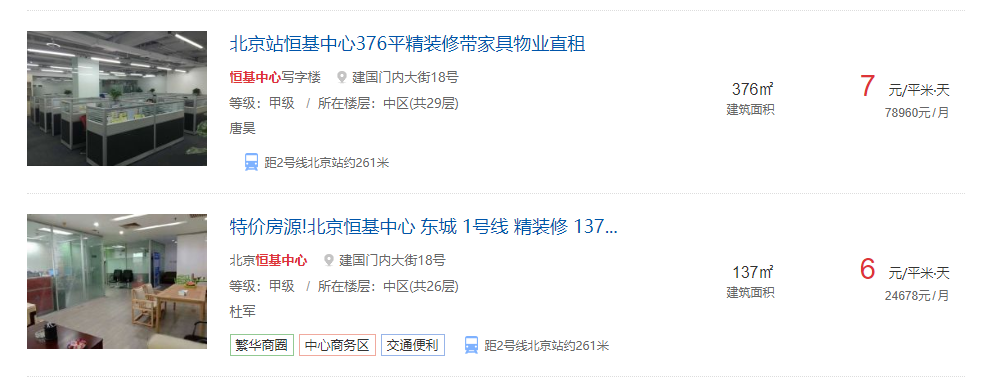 北京站恒基中心376平精装修带家具物业直租
恒基中心写字楼 建国门内大街18号
等级：甲级 / 所在楼层：中区(共29层)
唐昊
距2号线北京站约261米
376㎡
建筑面积
7 元/平米·天
78960元/月
特价房源!北京恒基中心 东城 1号线 精装修 137...
北京恒基中心 建国门内大街18号
等级：甲级 / 所在楼层：中区(共26层)
杜军
繁华商圈 中心商务区 交通便利 距2号线北京站约261米
137㎡
建筑面积
6 元/平米·天
24678元/月